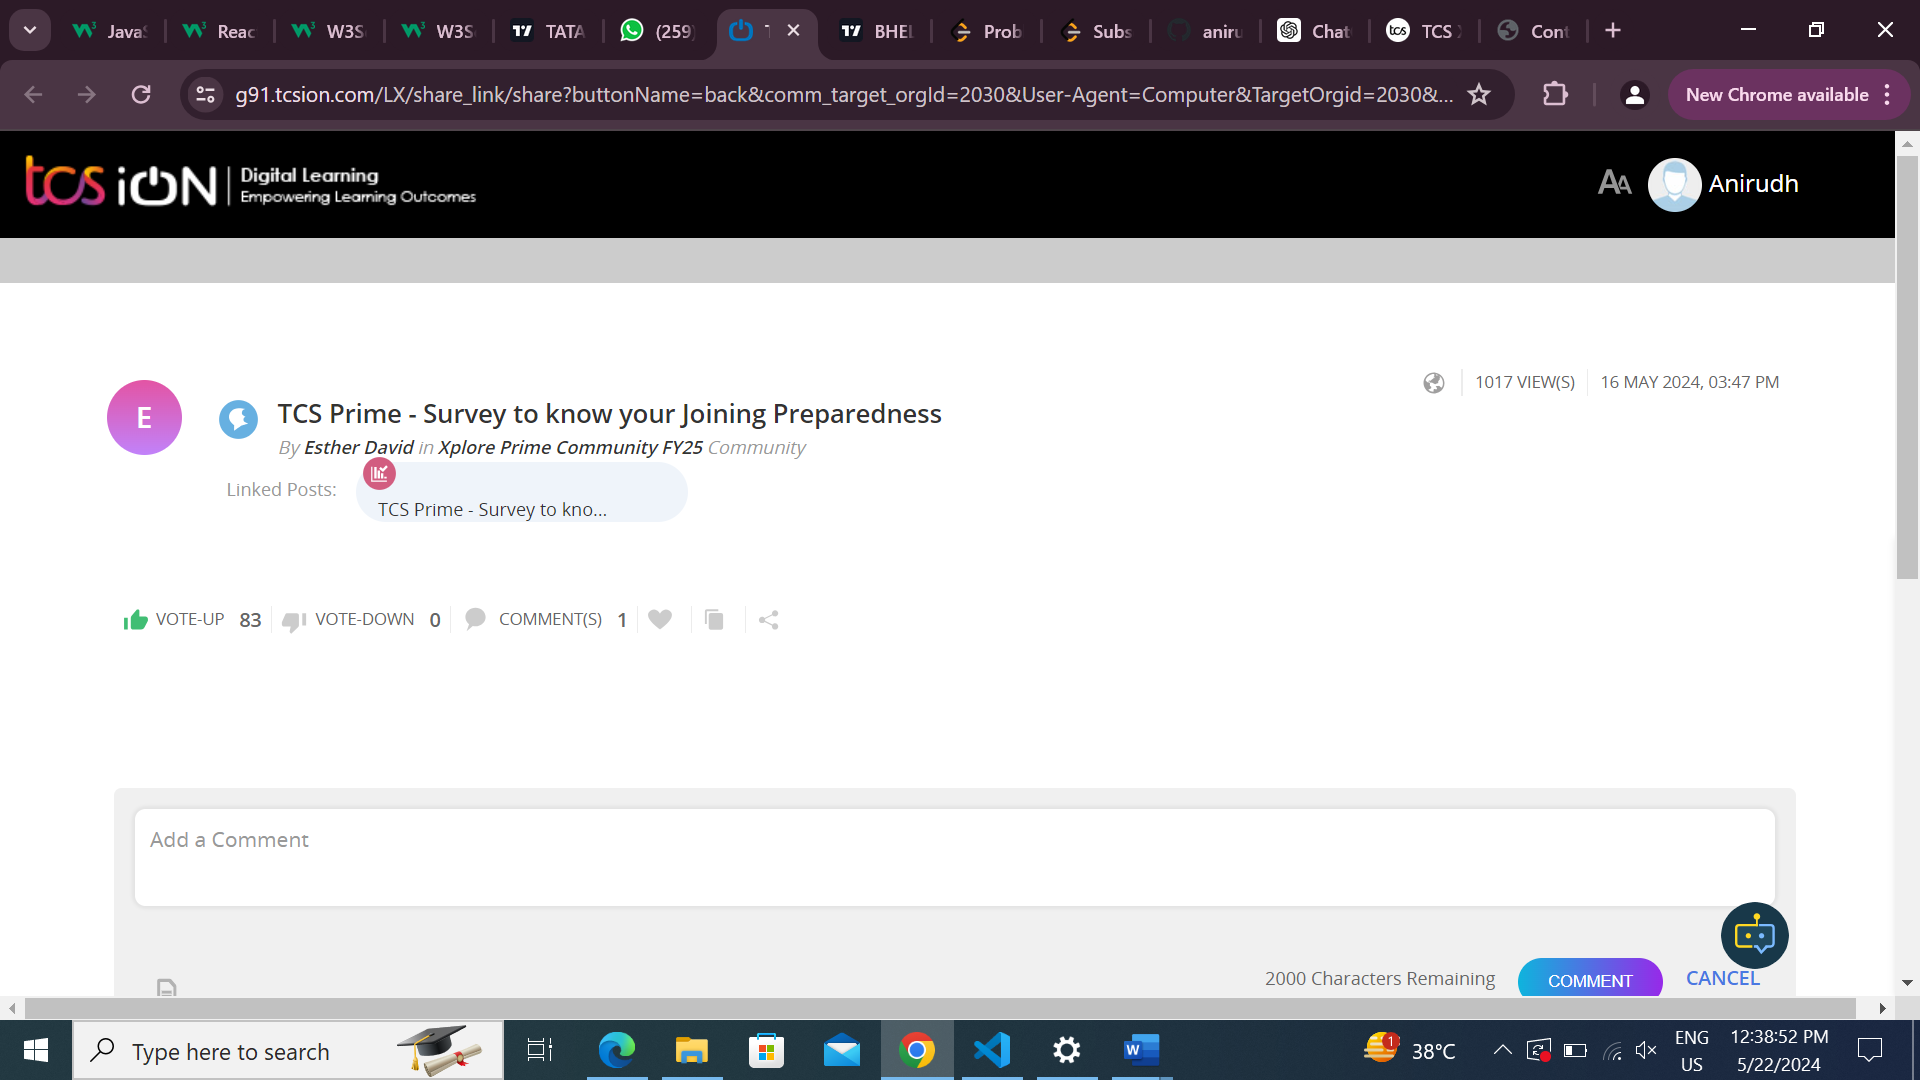 JavaS
Reac
W3S
W3S
TATA
(259)
T
BHEL
Prob
Subs
aniru
Chat
TCS
Cont
g91.tcsion.com/LX/share_link/share?buttonName=back&comm_target_orgId=2030&User-Agent=Computer&TargetOrgid=2030&...
New Chrome available
tcs iON
Digital Learning
Empowering Learning Outcomes
AA
Anirudh
1017 VIEW(S)
16 MAY 2024, 03:47 PM
E
TCS Prime - Survey to know your Joining Preparedness
By Esther David in Xplore Prime Community FY25 Community
Linked Posts:
TCS Prime - Survey to kno...
VOTE-UP 83
VOTE-DOWN 0
COMMENT(S) 1
Add a Comment
2000 Characters Remaining
COMMENT
CANCEL
Type here to search
1
38°C
ENG
US
12:38:52 PM
5/22/2024